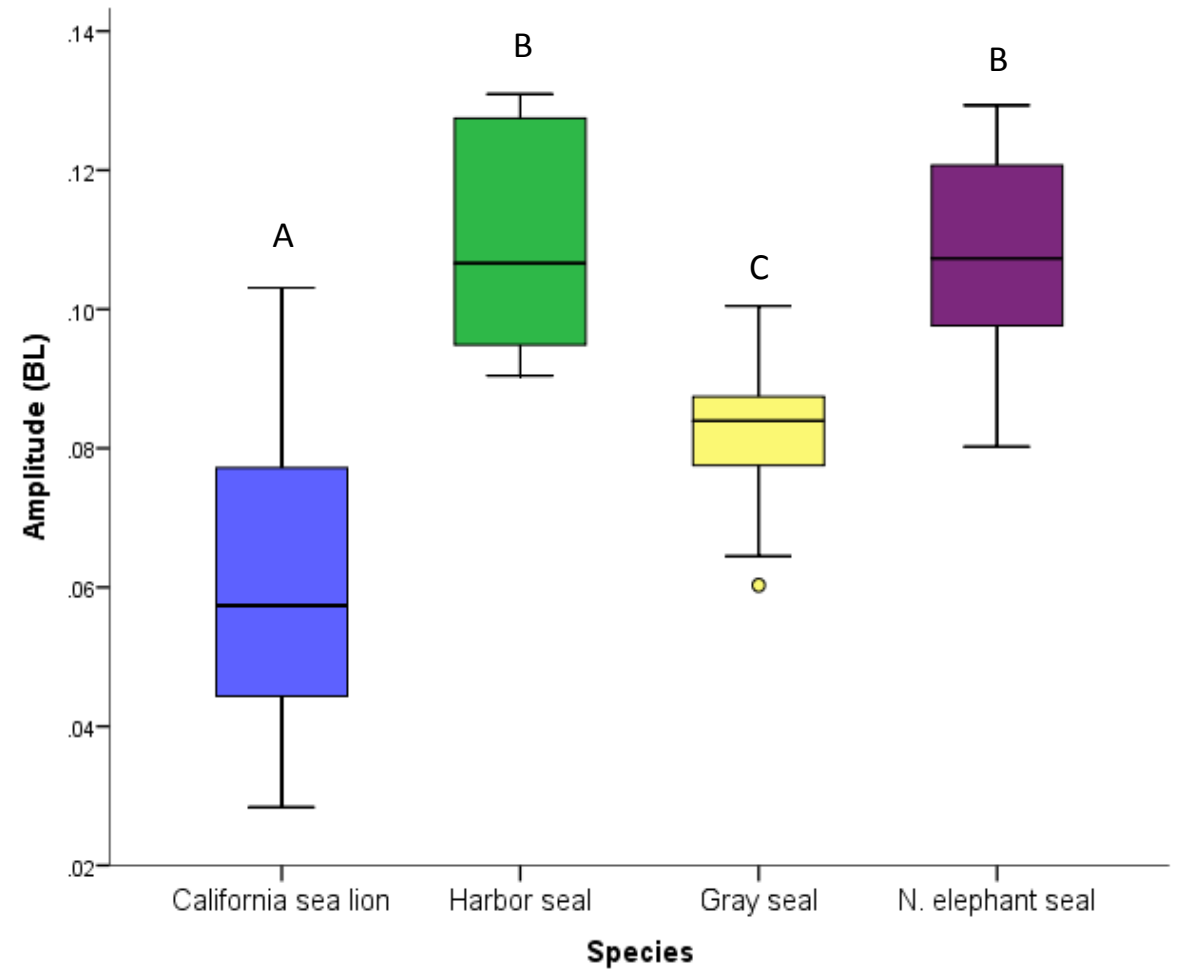 .14
.12
.10
.08
.06
.04
.02
Amplitude (BL)
A
B
C
B
California sea lion
Harbor seal
Gray seal
N. elephant seal
Species